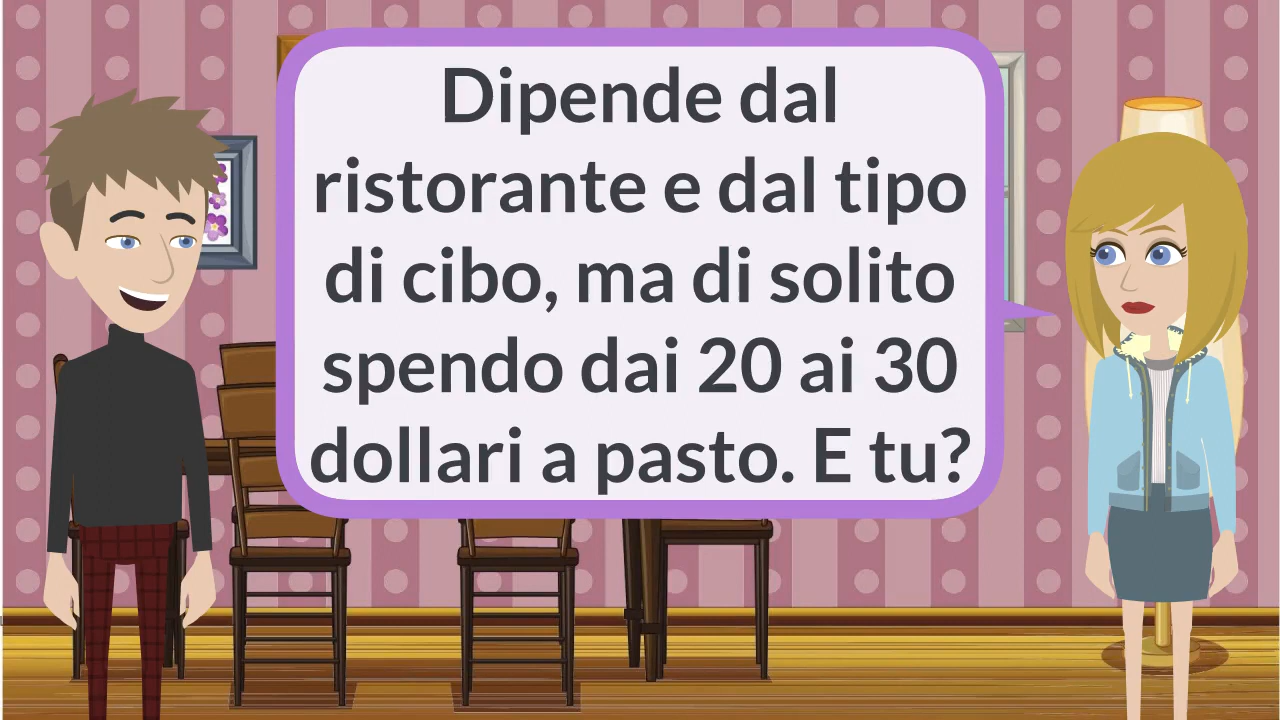 Dipende dal
ristorante e dal tipo
di cibo, ma di solito
spendo dai 20 ai 30
dollari a pasto. E tu?